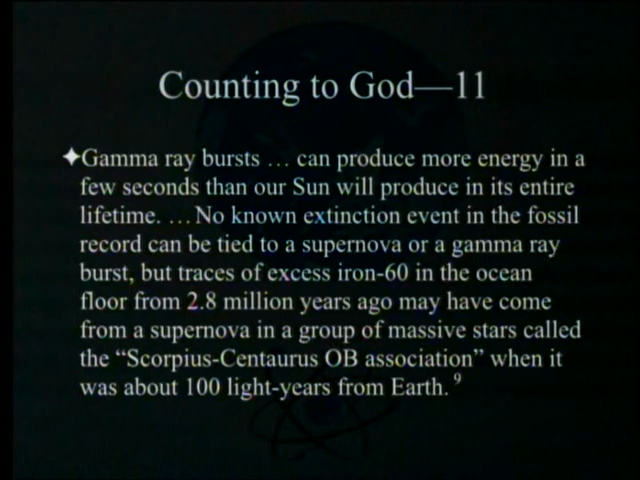 Counting to God—11
✦Gamma ray bursts … can produce more energy in a
few seconds than our Sun will produce in its entire
lifetime. …No known extinction event in the fossil
record can be tied to a supernova or a gamma ray
burst, but traces of excess iron-60 in the ocean
floor from 2.8 million years ago may have come
from a supernova in a group of massive stars called
the “Scorpius-Centaurus OB association” when it
was about 100 light-years from Earth. 9